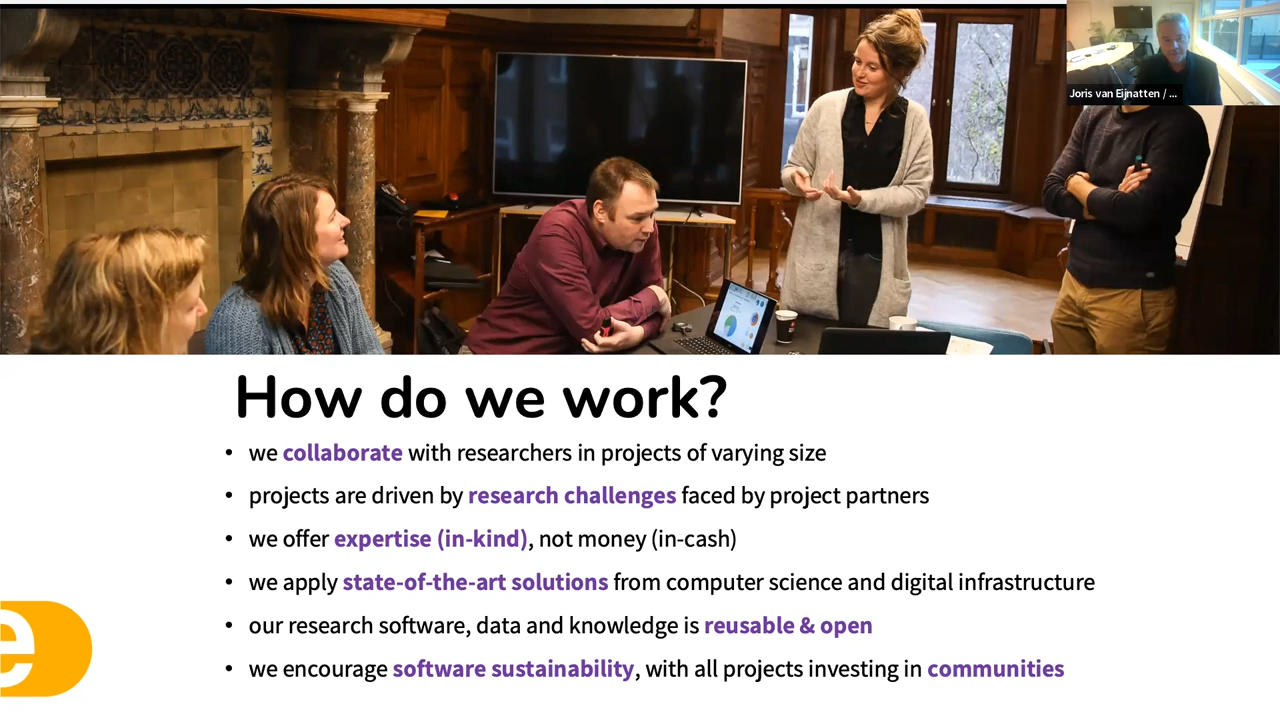 Joris van Eijnatten / ...
How do we work?
• we collaborate with researchers in projects of varying size
• projects are driven by research challenges faced by project partners
• we offer expertise (in-kind), not money (in-cash)
• we apply state-of-the-art solutions from computer science and digital infrastructure
• our research software, data and knowledge is reusable & open
• we encourage software sustainability, with all projects investing in communities
e